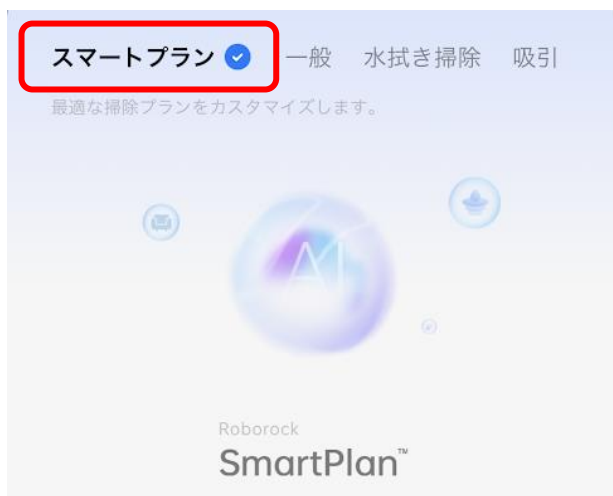 スマートプラン 一般 水拭き掃除 吸引
最適な掃除プランをカスタマイズします。
AI
Roborock
SmartPlan™